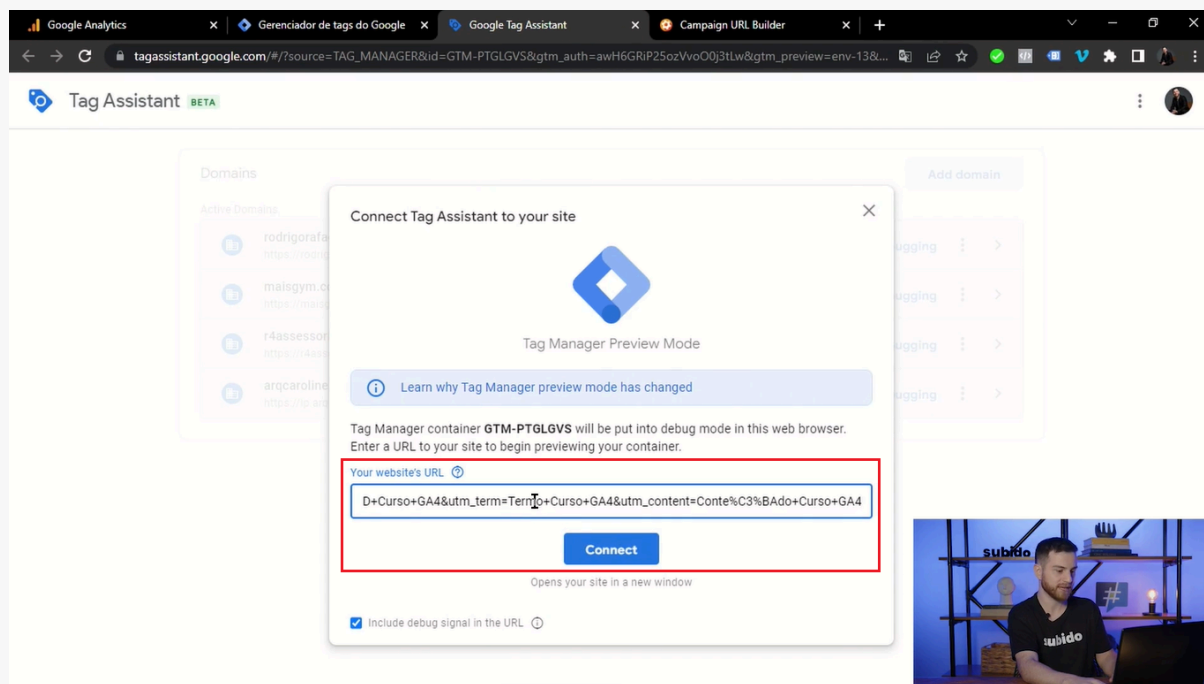 Google Analytics
Gerenciador de tags do Google
Google Tag Assistant
Campaign URL Builder
tagassistant.google.com/#/?source=TAG_MANAGER&id=GTM-PTGLGVS&gtm_auth=awH6GRiP25ozVvoO0j3tLw&gtm_preview=env-13&...
Tag Assistant BETA
Domains
Add domain
Active Domains
Connect Tag Assistant to your site
rodrigorafa
maisgym.c
r4assessor
arqcaroline
Tag Manager Preview Mode
Learn why Tag Manager preview mode has changed
Tag Manager container GTM-PTGLGVS will be put into debug mode in this web browser.
Enter a URL to your site to begin previewing your container.
Your website's URL
D+Curso+GA4&utm_term=Termo+Curso+GA4&utm_content=Conte%C3%BAdo+Curso+GA4
Connect
Opens your site in a new window
Include debug signal in the URL
subido
#
subido